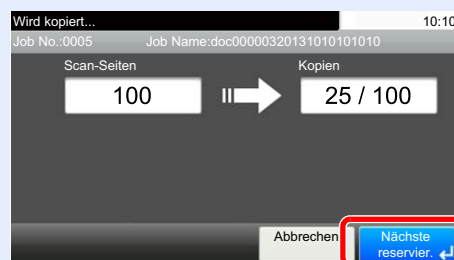 Wird kopiert... 10:10
Job No.:0005 Job Name:doc00000320131010101010
Scan-Seiten Kopien
100 25 / 100
Abbrechen Nächste
reservier.